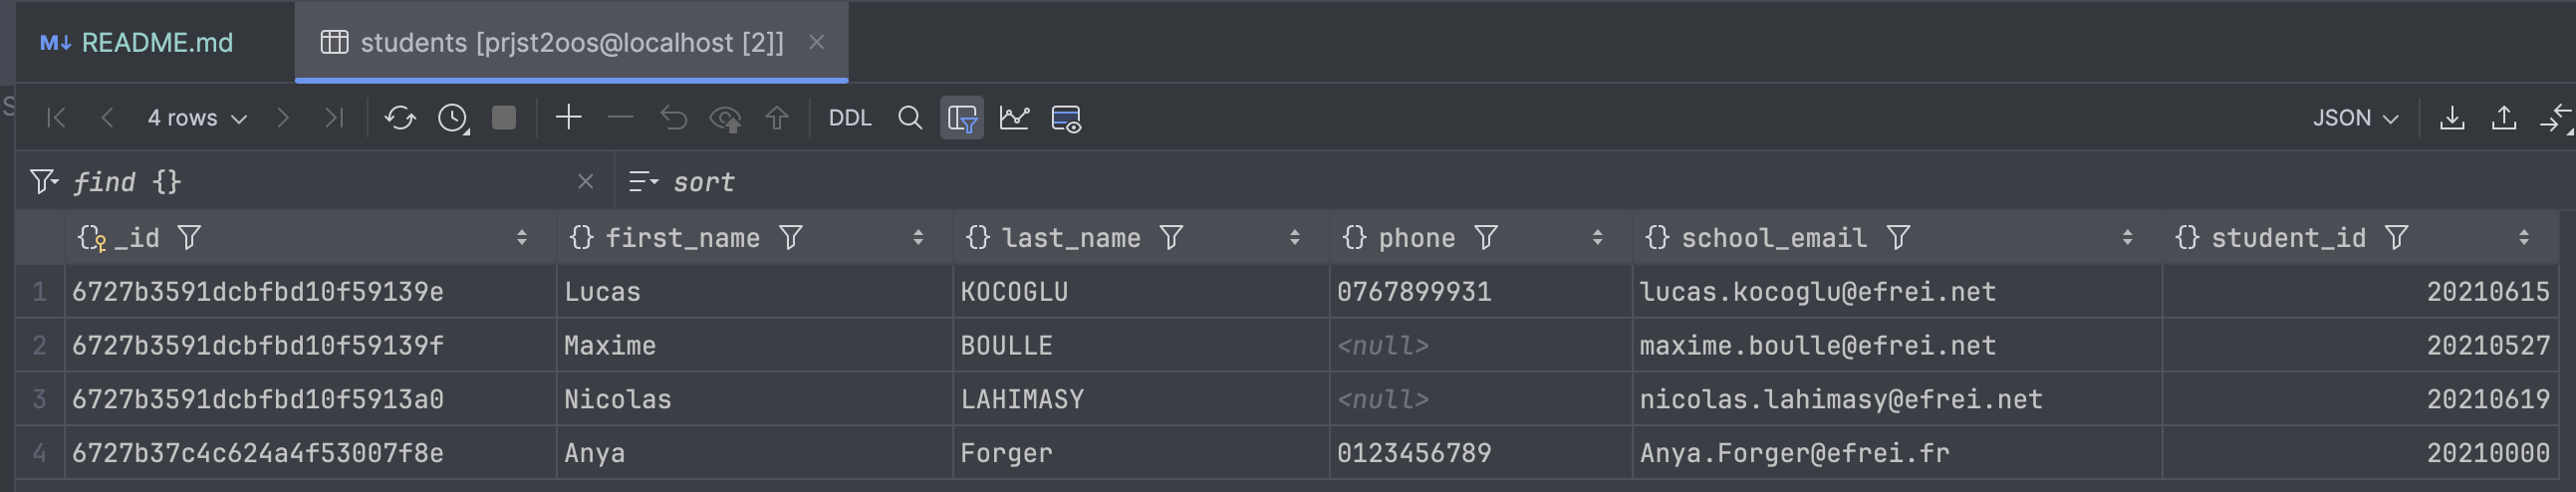 README.md students [prjst2oos@localhost [2]]
4 rows DDL JSON
find {} sort
_id first_name last_name phone school_email student_id
1 6727b3591dcbfbd10f59139e Lucas KOCOGLU 0767899931 lucas.kocoglu@efrei.net 20210615
2 6727b3591dcbfbd10f59139f Maxime BOULLE <null> maxime.boulle@efrei.net 20210527
3 6727b3591dcbfbd10f5913a0 Nicolas LAHIMASY <null> nicolas.lahimasy@efrei.net 20210619
4 6727b37c4c624a4f53007f8e Anya Forger 0123456789 Anya.Forger@efrei.fr 20210000